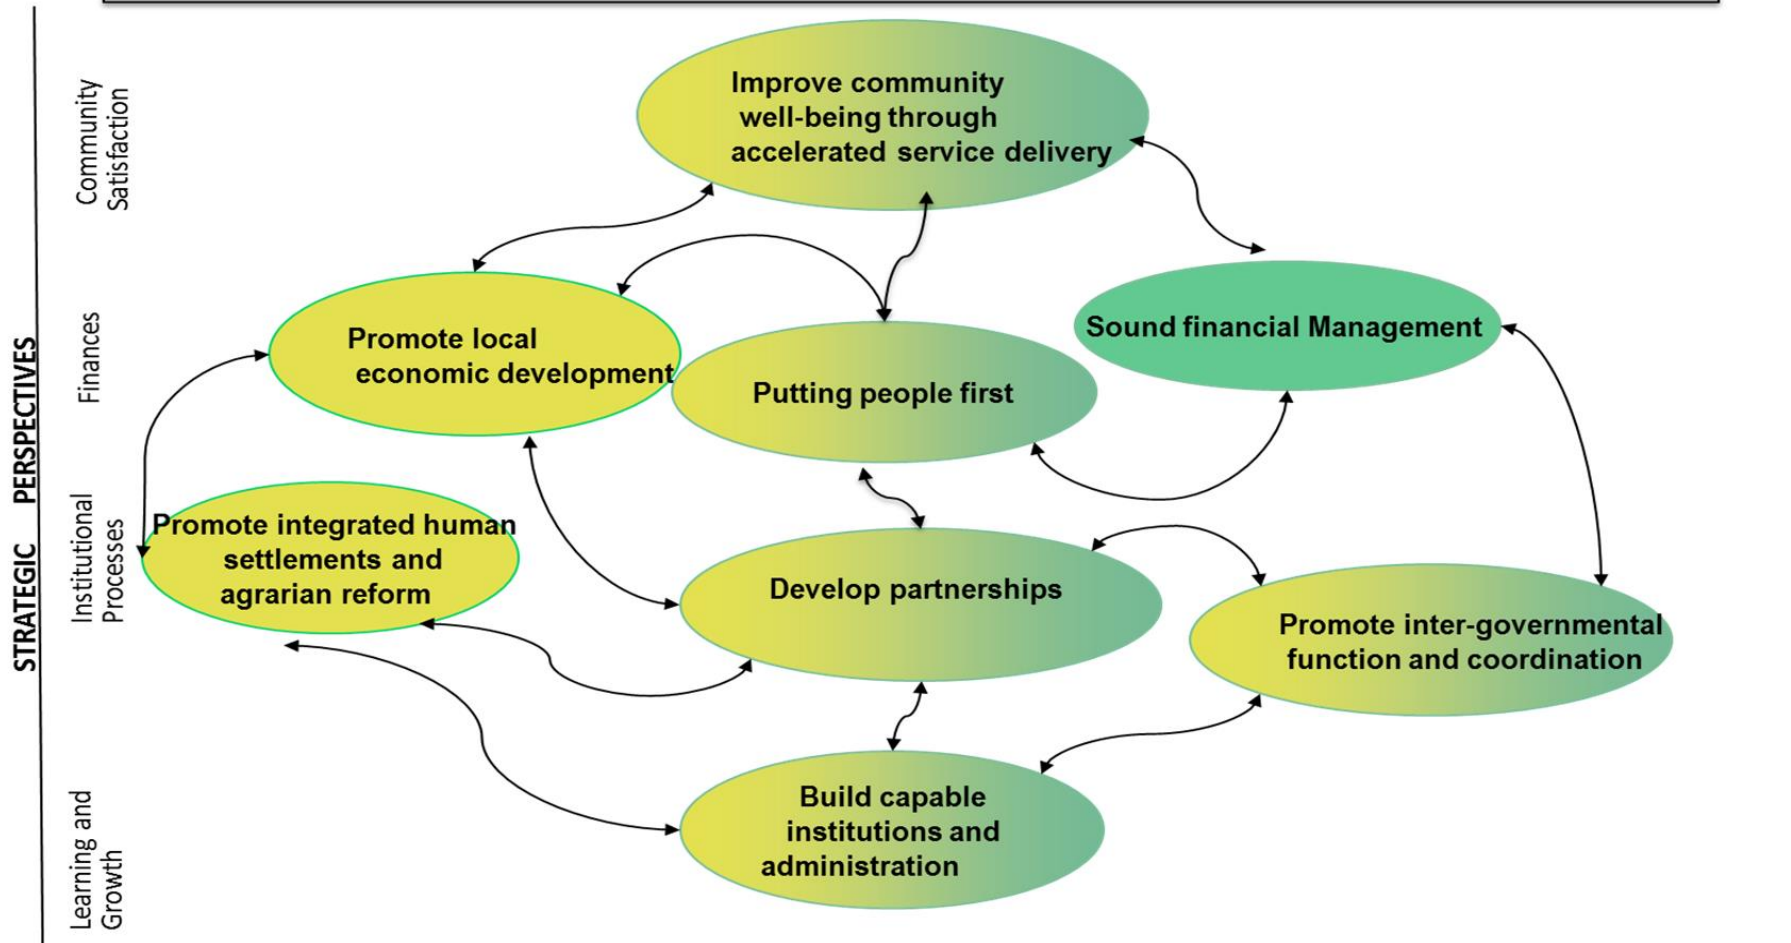 STRATEGIC PERSPECTIVES
Community
Satisfaction
Improve community
well-being through
accelerated service delivery
Finances
Promote local
economic development
Putting people first
Sound financial Management
Institutional
Processes
Promote integrated human
settlements and
agrarian reform
Develop partnerships
Promote inter-governmental
function and coordination
Learning and
Growth
Build capable
institutions and
administration